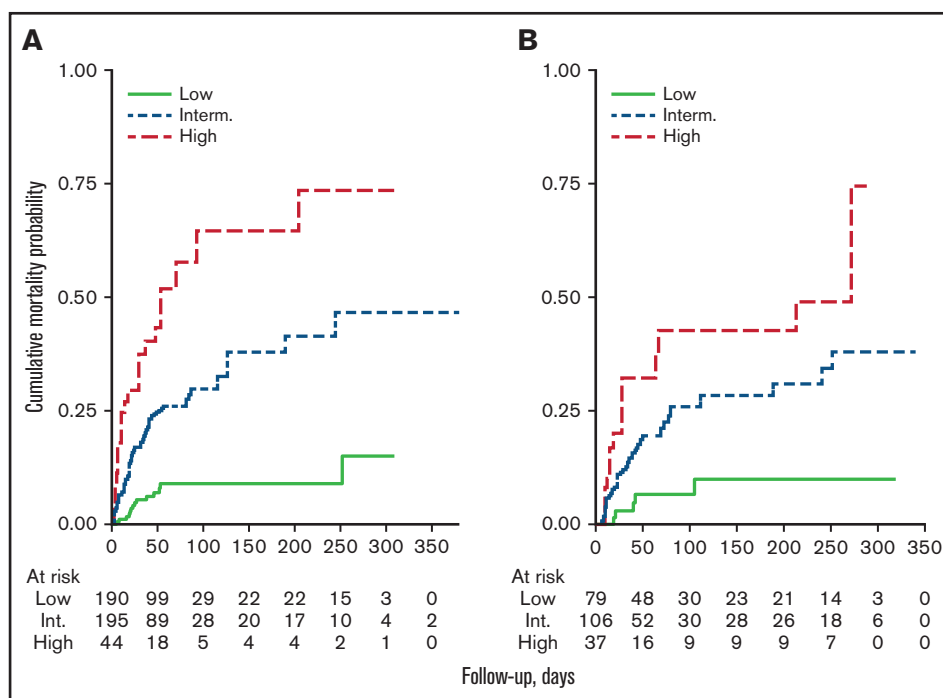 A
B
1.00
0.75
0.50
0.25
0.00
Cumulative mortality probability
Low
Interm.
High
0 50 100 150 200 250 300 350
At risk
Low 190 99 29 22 22 15 3 0
Int. 195 89 28 20 17 10 4 2
High 44 18 5 4 4 2 1 0
1.00
0.75
0.50
0.25
0.00
Low
Interm.
High
0 50 100 150 200 250 300 350
At risk
Low 79 48 30 23 21 14 3 0
Int. 106 52 30 28 26 18 6 0
High 37 16 9 9 9 7 0 0
Follow-up, days